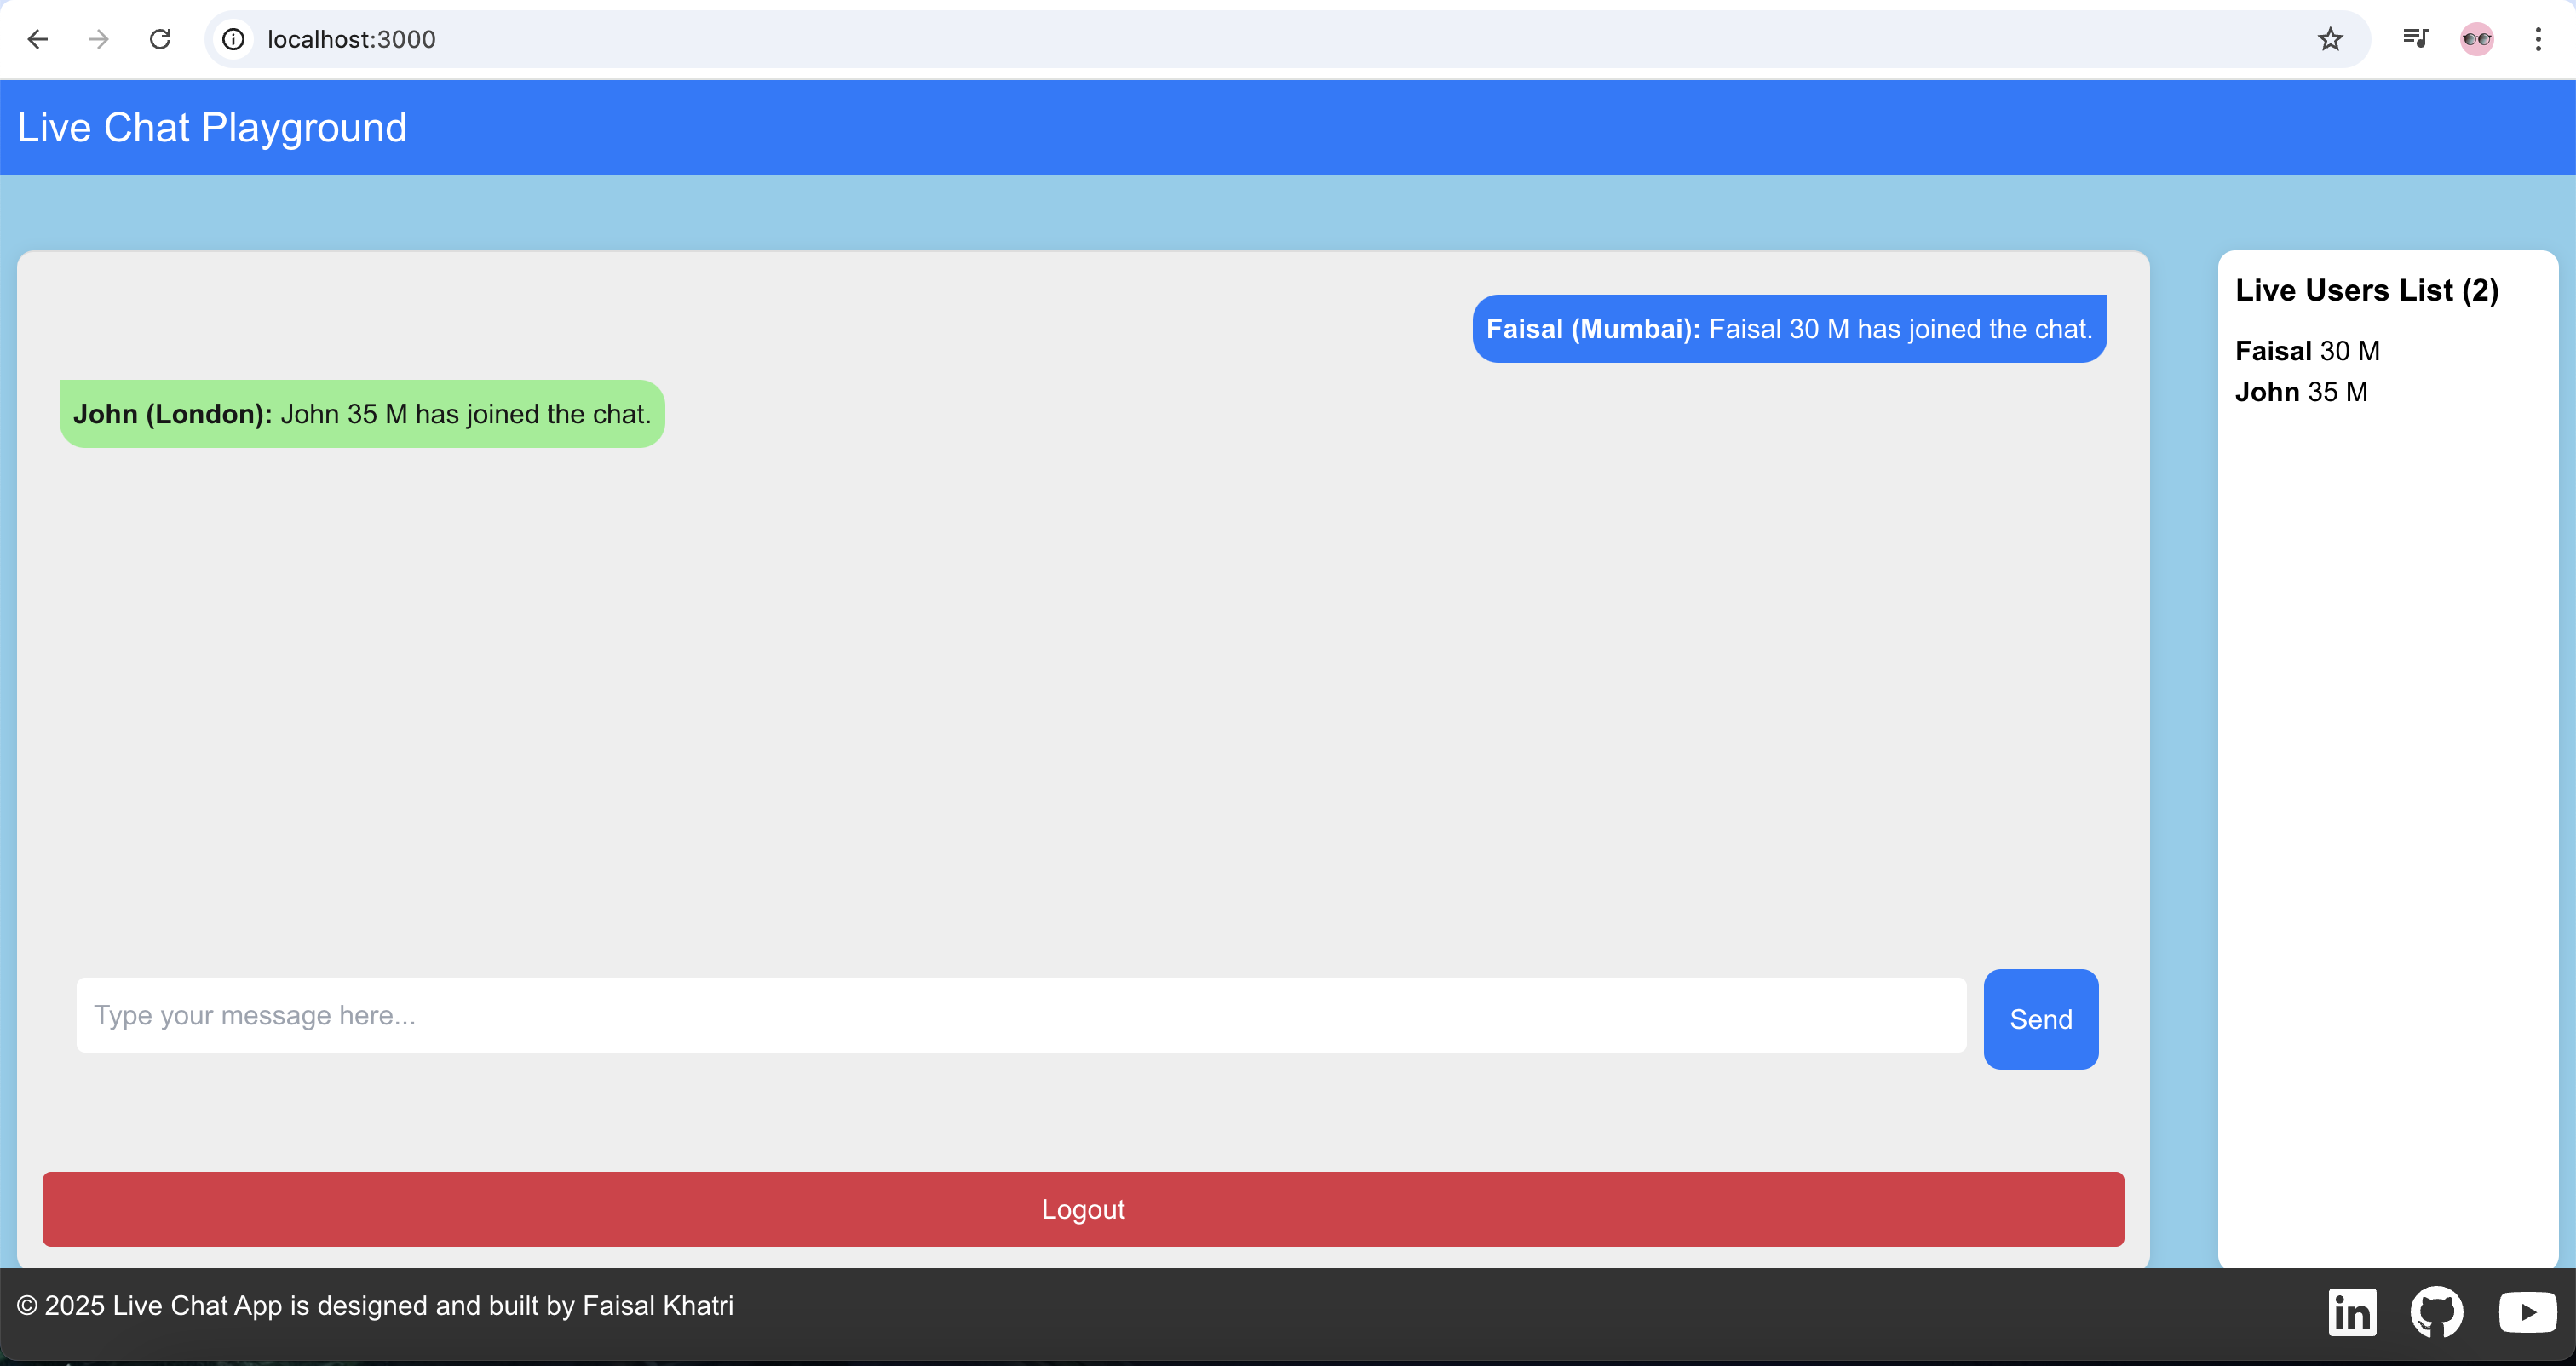 localhost:3000
Live Chat Playground
Faisal (Mumbai): Faisal 30 M has joined the chat.
John (London): John 35 M has joined the chat.
Type your message here...
Send
Logout
Live Users List (2)
Faisal 30 M
John 35 M
© 2025 Live Chat App is designed and built by Faisal Khatri
in